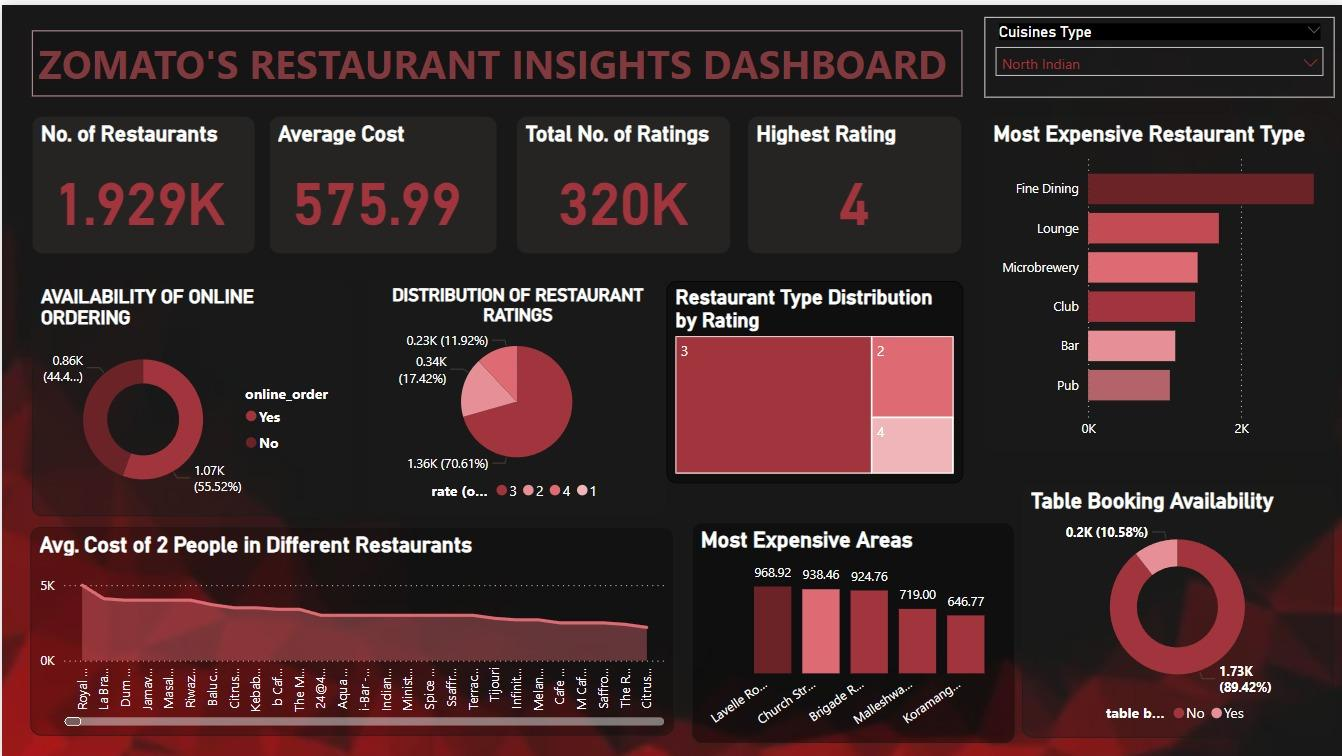 ZOMATO'S RESTAURANT INSIGHTS DASHBOARD
Cuisines Type
North Indian
No. of Restaurants
1.929K
Average Cost
575.99
Total No. of Ratings
320K
Highest Rating
4
Most Expensive Restaurant Type
Fine Dining
Lounge
Microbrewery
Club
Bar
Pub
0K
2K
AVAILABILITY OF ONLINE
ORDERING
0.86K
(44.4...)
1.07K
(55.52%)
online_order
Yes
No
DISTRIBUTION OF RESTAURANT
RATINGS
0.23K (11.92%)
0.34K
(17.42%)
1.36K (70.61%)
rate (o... 3 2 4 1
Restaurant Type Distribution
by Rating
3
2
4
Avg. Cost of 2 People in Different Restaurants
5K
0K
Royal ...
La Bra...
Dum ...
Jamav...
Masal...
Riwaz...
Balu c...
Citrus...
Kebab...
b Caf...
The M...
24@4...
Aqua ...
i-Bar -...
Indian...
Minist...
Spice ...
Ssaffr...
Terrac...
Tijouri
Infinit...
Melan...
Cafe ...
M Caf...
Saffro...
The R...
Citrus...
Most Expensive Areas
968.92
938.46
924.76
719.00
646.77
Lavelle Ro...
Church Str...
Brigade R...
Malleshwa...
Koramang...
Table Booking Availability
0.2K (10.58%)
1.73K
(89.42%)
table b... No Yes